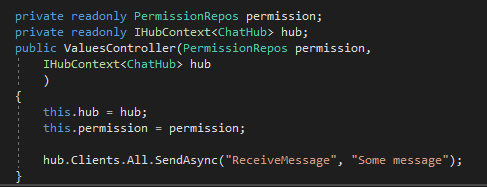 private readonly PermissionRepos permission;
private readonly IHubContext<ChatHub> hub;
public ValuesController(PermissionRepos permission,
IHubContext<ChatHub> hub
)
{
this.hub = hub;
this.permission = permission;
hub.Clients.All.SendAsync("ReceiveMessage", "Some message");
}